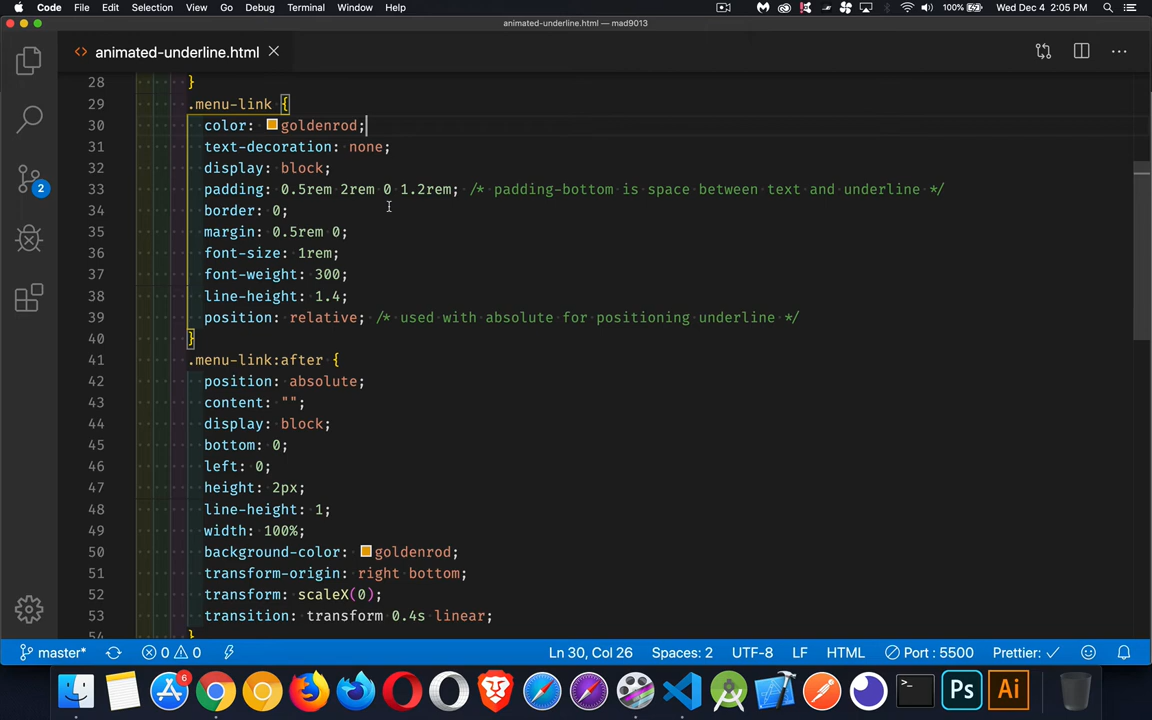 Code File Edit Selection View Go Debug Terminal Window Help 100% Wed Dec 4 2:05 PM
animated-underline.html — mad9013
animated-underline.html
28 }
29 .menu-link {
30 color: goldenrod;
31 text-decoration: none;
32 display: block;
33 padding: 0.5rem 2rem 0 1.2rem; /* padding-bottom is space between text and underline */
34 border: 0;
35 margin: 0.5rem 0;
36 font-size: 1rem;
37 font-weight: 300;
38 line-height: 1.4;
39 position: relative; /* used with absolute for positioning underline */
40 }
41 .menu-link:after {
42 position: absolute;
43 content: "";
44 display: block;
45 bottom: 0;
46 left: 0;
47 height: 2px;
48 line-height: 1;
49 width: 100%;
50 background-color: goldenrod;
51 transform-origin: right bottom;
52 transform: scaleX(0);
53 transition: transform 0.4s linear;
54 }
2
master* 0 0 Ln 30, Col 26 Spaces: 2 UTF-8 LF HTML Port : 5500 Prettier: ✓
6
>_ Ps Ai